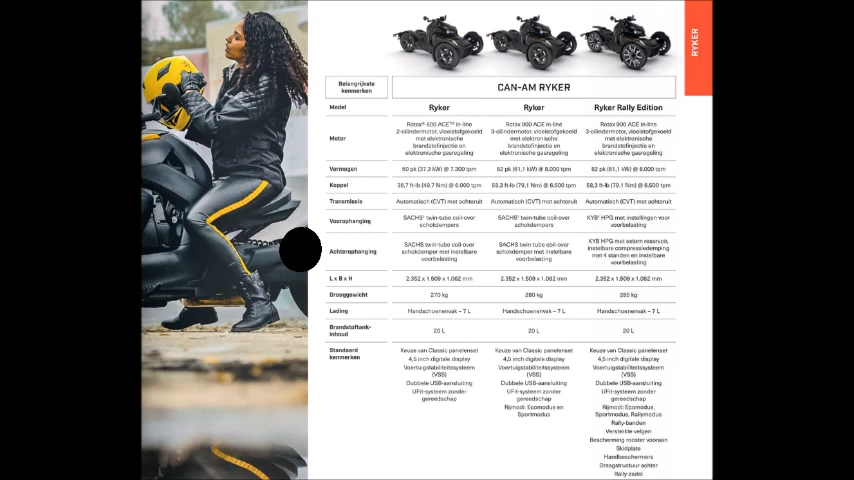 RYKER
Belangrijkste
kenmerken
CAN-AM RYKER
Model
Ryker
Ryker
Ryker Rally Edition
Motor
Rotax® 600 ACE™ in-line
2-cilindermotor, vloeistofgekoeld
met elektronische
brandstofinjectie en
elektronische gasregeling
Rotax 900 ACE in-line
3-cilindermotor, vloeistofgekoeld
met elektronische
brandstofinjectie en
elektronische gasregeling
Rotax 900 ACE in-line
3-cilindermotor, vloeistofgekoeld
met elektronische
brandstofinjectie en
elektronische gasregeling
Vermogen
50 pk (37,3 kW) @ 7.300 tpm
82 pk (61,1 kW) @ 8.000 tpm
82 pk (61,1 kW) @ 8.000 tpm
Koppel
36,7 ft-lb (49,7 Nm) @ 6.000 tpm
58,3 ft-lb (79,1 Nm) @ 6.500 tpm
58,3 ft-lb (79,1 Nm) @ 6.500 tpm
Transmissie
Automatisch (CVT) met achteruit
Automatisch (CVT) met achteruit
Automatisch (CVT) met achteruit
Voorophanging
SACHS† twin-tube coil-over
schokdempers
SACHS† twin-tube coil-over
schokdempers
KYB† HPG met instellingen voor
voorbelasting
Achterophanging
SACHS twin-tube coil-over
schokdemper met instelbare
voorbelasting
SACHS twin-tube coil-over
schokdemper met instelbare
voorbelasting
KYB HPG met extern reservoir,
instelbare compressiedemping
met 4 standen en instelbare
voorbelasting
L x B x H
2.352 x 1.509 x 1.062 mm
2.352 x 1.509 x 1.062 mm
2.352 x 1.509 x 1.062 mm
Drooggewicht
270 kg
280 kg
285 kg
Lading
Handschoenenvak – 7 L
Handschoenenvak – 7 L
Handschoenenvak – 7 L
Brandstoftank-
inhoud
20 L
20 L
20 L
Standaard
kenmerken
Keuze van Classic panelenset
4,5 inch digitale display
Voertuigstabiliteitssysteem
(VSS)
Dubbele USB-aansluiting
UFit-systeem zonder
gereedschap
Keuze van Classic panelenset
4,5 inch digitale display
Voertuigstabiliteitssysteem
(VSS)
Dubbele USB-aansluiting
UFit-systeem zonder
gereedschap
Rijmodi: Ecomodus en
Sportmodus
Keuze van Classic panelenset
4,5 inch digitale display
Voertuigstabiliteitssysteem
(VSS)
Dubbele USB-aansluiting
UFit-systeem zonder
gereedschap
Rijmodi: Ecomodus,
Sportmodus, Rallymodus
Rally-banden
Versterkte velgen
Bescherming rooster vooraan
Skidplate
Handbeschermers
Draagstructuur achter
Rally-zadel